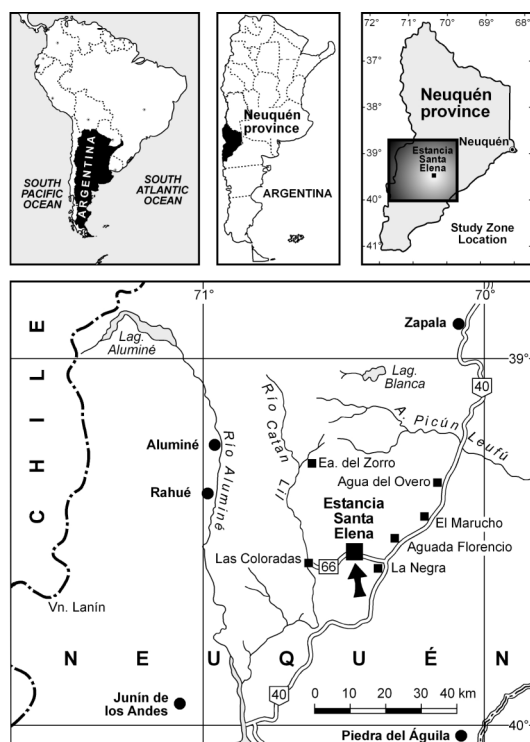 ARGENTINA
SOUTH
PACIFIC
OCEAN
SOUTH
ATLANTIC
OCEAN
Neuquén
province
ARGENTINA
72° 71° 70° 69° 68°
37°
38°
39°
40°
41°
Neuquén
province
Neuquén
Estancia
Santa
Elena
Study Zone
Location
71°
70°
39°
40°
CHILE
Lag.
Aluminé
Zapala
40
Lag.
Blanca
Río Catan Lil
A. Picún Leufú
Aluminé
Río Aluminé
Ea. del Zorro
Rahué
Agua del Overo
Estancia
Santa
Elena
El Marucho
Aguada Florencio
Las Coloradas
66
La Negra
Vn. Lanín
NEUQUÉN
Junín de
los Andes
40
0 10 20 30 40 km
Piedra del Águila